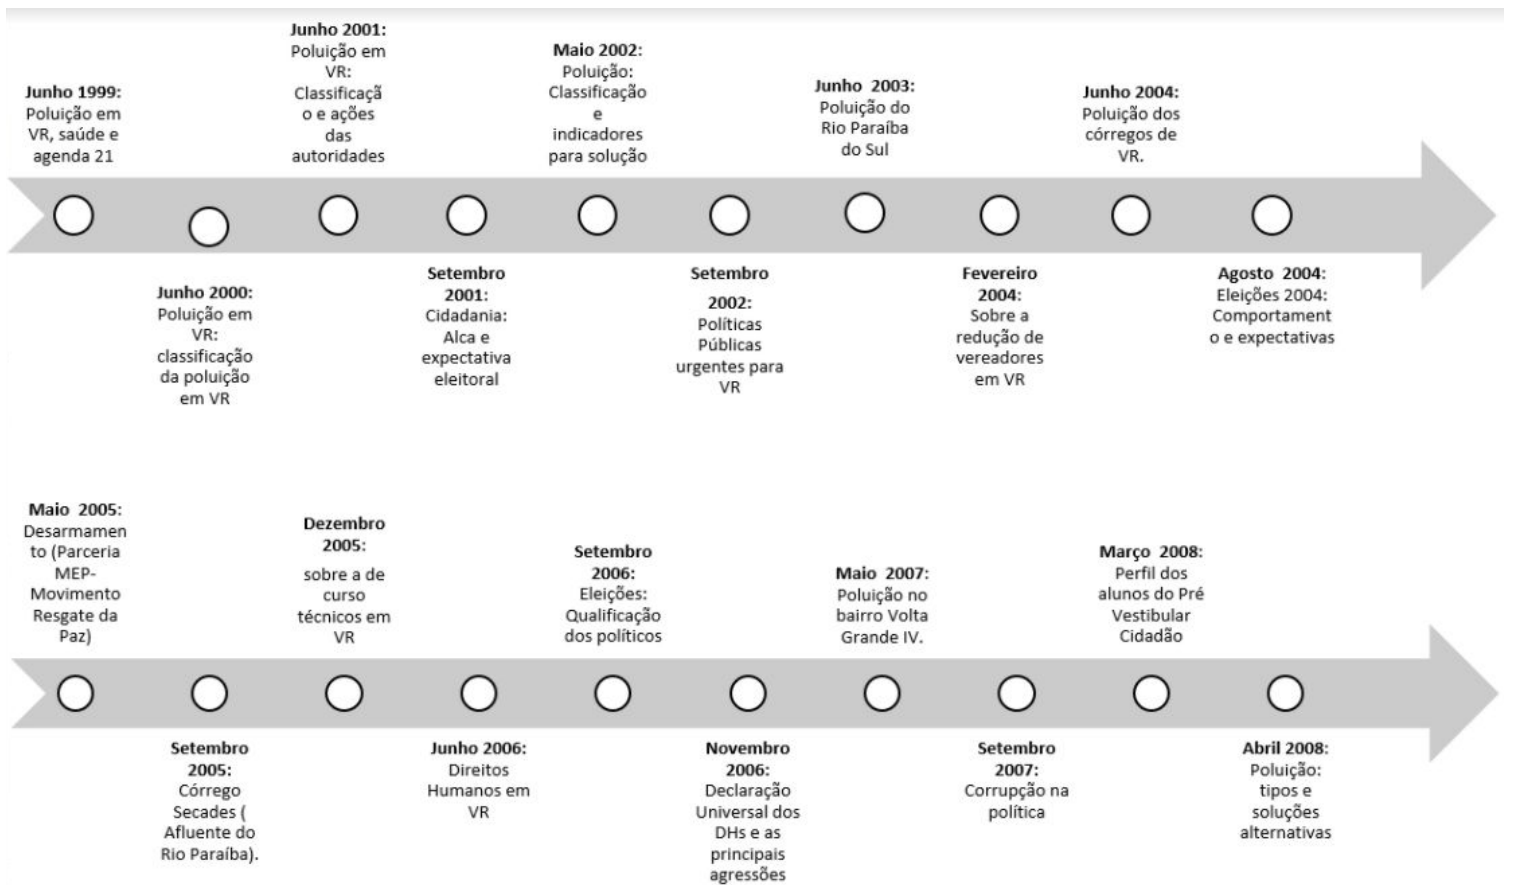 Junho 1999:
Poluição em
VR, saúde e
agenda 21
Junho 2000:
Poluição em
VR:
classificação
da poluição
em VR
Junho 2001:
Poluição em
VR:
Classificaçã
o e ações
das
autoridades
Setembro
2001:
Cidadania:
Alca e
expectativa
eleitoral
Maio 2002:
Poluição:
Classificação
e
indicadores
para solução
Setembro
2002:
Políticas
Públicas
urgentes para
VR
Junho 2003:
Poluição do
Rio Paraíba
do Sul
Fevereiro
2004:
Sobre a
redução de
vereadores
em VR
Junho 2004:
Poluição dos
córregos de
VR.
Agosto 2004:
Eleições 2004:
Comportament
o e expectativas
Maio 2005:
Desarmamen
to (Parceria
MEP-
Movimento
Resgate da
Paz)
Setembro
2005:
Córrego
Secades (
Afluente do
Rio Paraíba).
Dezembro
2005:
sobre a de
curso
técnicos em
VR
Junho 2006:
Direitos
Humanos em
VR
Setembro
2006:
Eleições:
Qualificação
dos políticos
Novembro
2006:
Declaração
Universal dos
DHs e as
principais
agressões
Maio 2007:
Poluição no
bairro Volta
Grande IV.
Setembro
2007:
Corrupção na
política
Março 2008:
Perfil dos
alunos do Pré
Vestibular
Cidadão
Abril 2008:
Poluição:
tipos e
soluções
alternativas